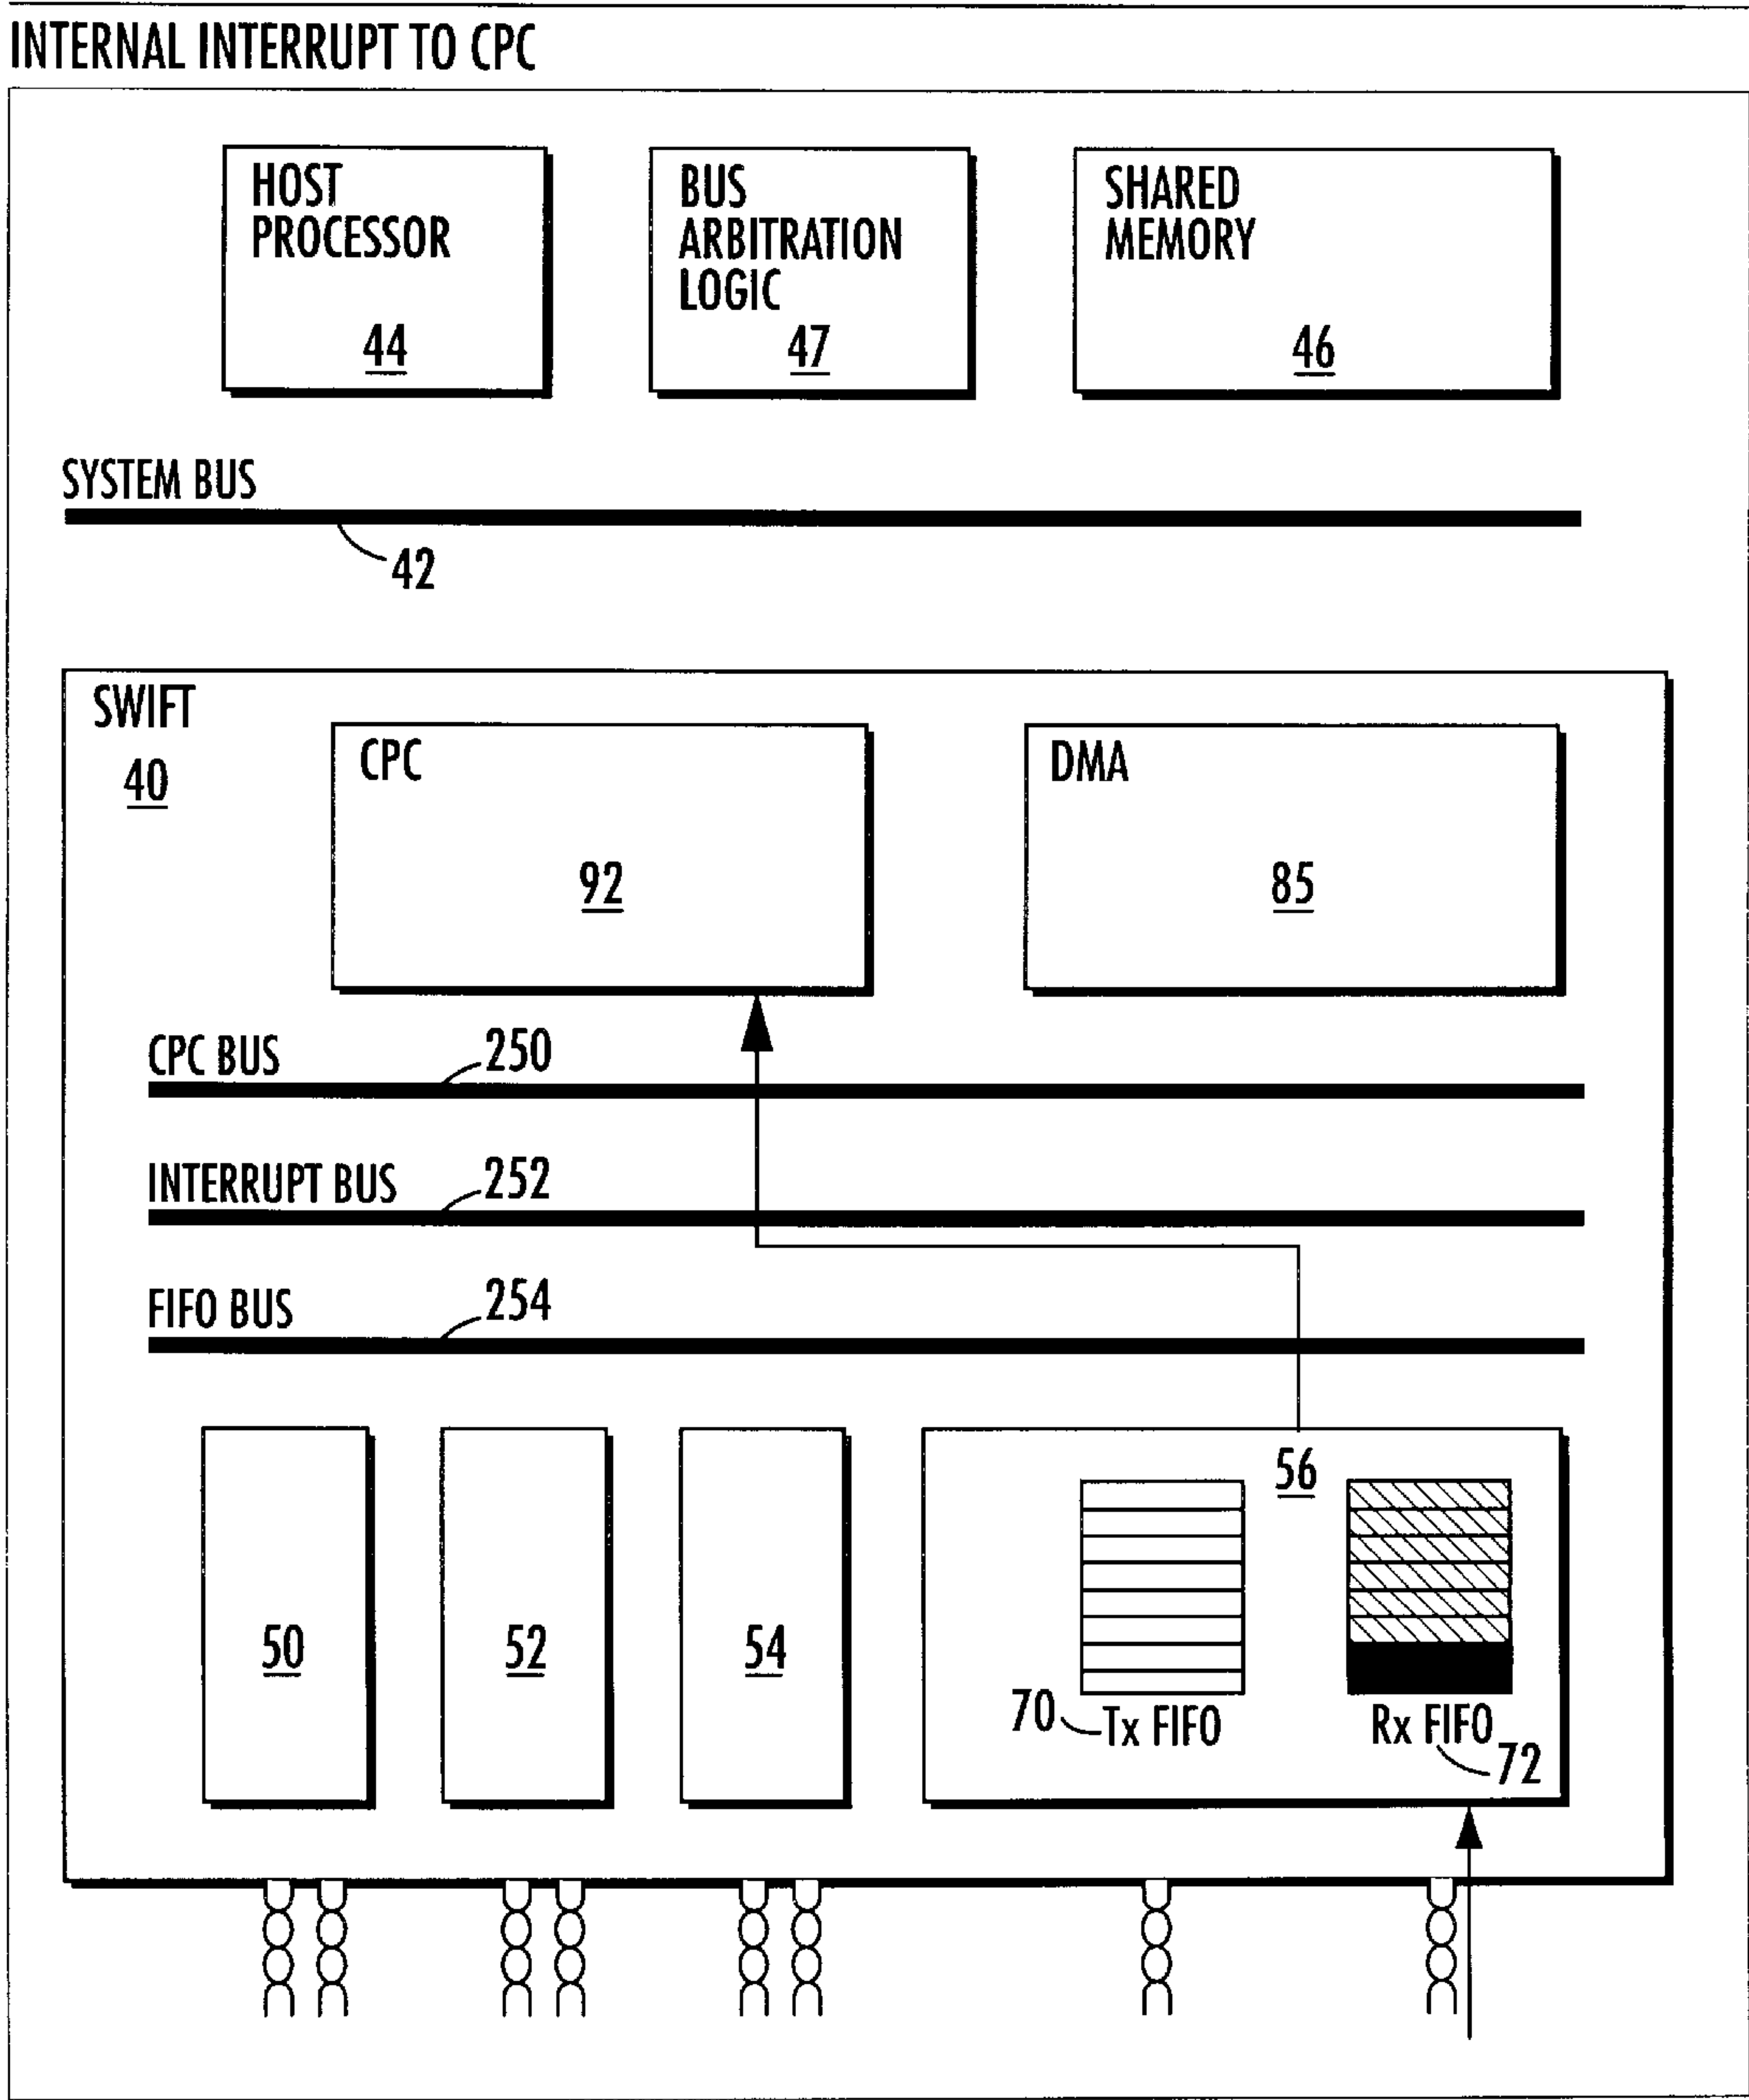 INTERNAL INTERRUPT TO CPC
HOST
PROCESSOR
44
BUS
ARBITRATION
LOGIC
47
SHARED
MEMORY
46
SYSTEM BUS
42
SWIFT
40
CPC
92
DMA
85
CPC BUS
250
INTERRUPT BUS
252
FIFO BUS
254
50
52
54
56
70
Tx FIFO
Rx FIFO
72